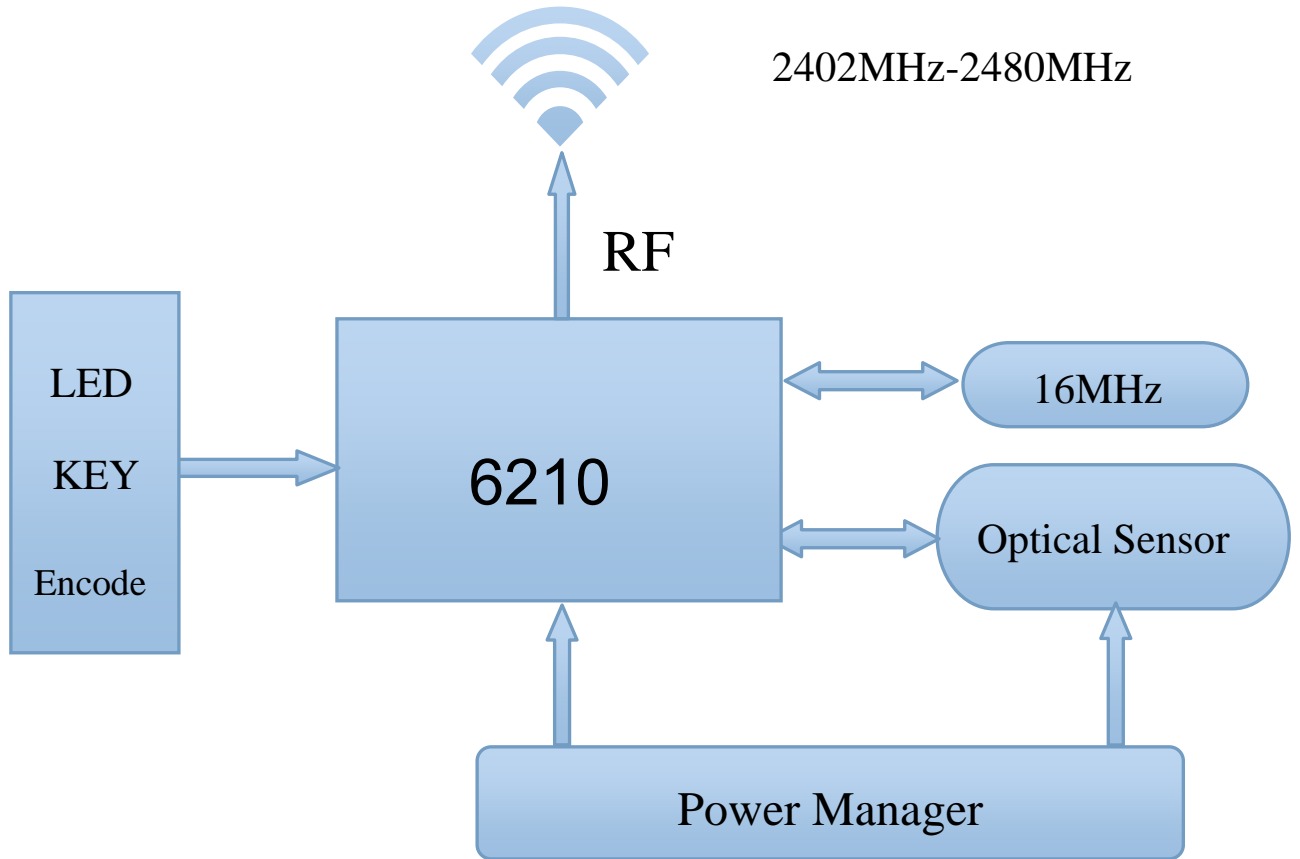 2402MHz-2480MHz
RF
LED
KEY
Encode
6210
16MHz
Optical Sensor
Power Manager